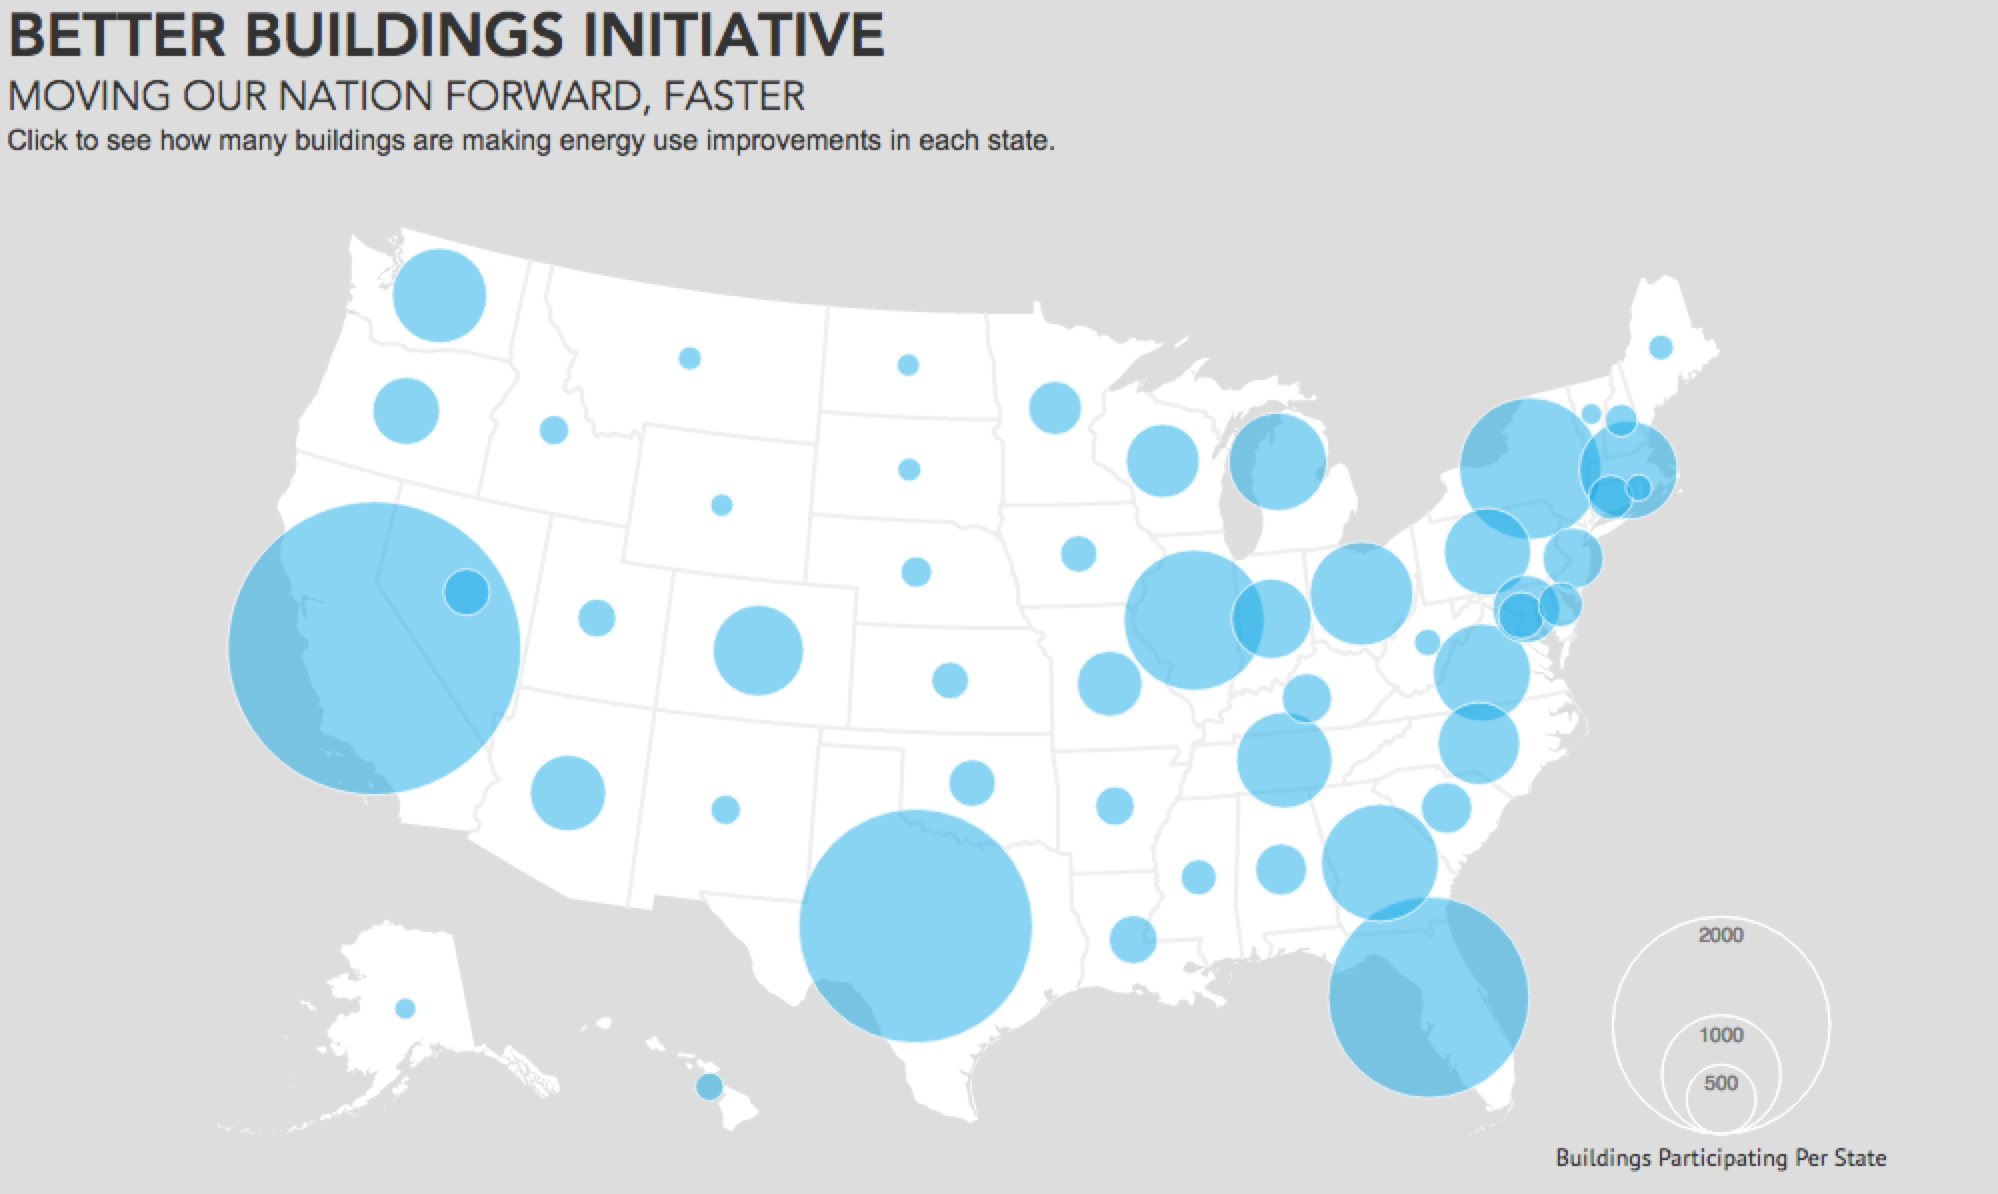 BETTER BUILDINGS INITIATIVE
MOVING OUR NATION FORWARD, FASTER
Click to see how many buildings are making energy use improvements in each state.
2000
1000
500
Buildings Participating Per State